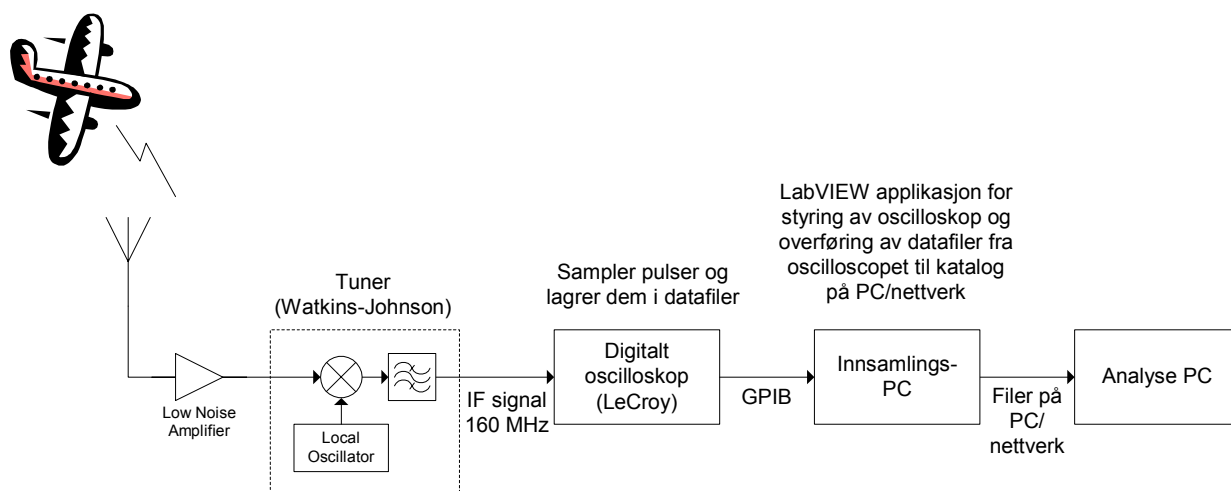 LabVIEW applikasjon for
styring av oscilloskop og
overføring av datafiler fra
oscilloscopet til katalog
på PC/nettverk
Sampler pulser og
lagrer dem i datafiler
Tuner
(Watkins-Johnson)
Low Noise
Amplifier
Local
Oscillator
IF signal
160 MHz
Digitalt
oscilloskop
(LeCroy)
GPIB
Innsamlings-
PC
Filer på
PC/
nettverk
Analyse PC